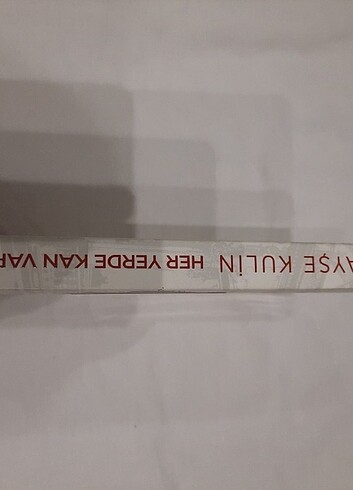 AYŞE KULİN HER YERDE KAN VAR